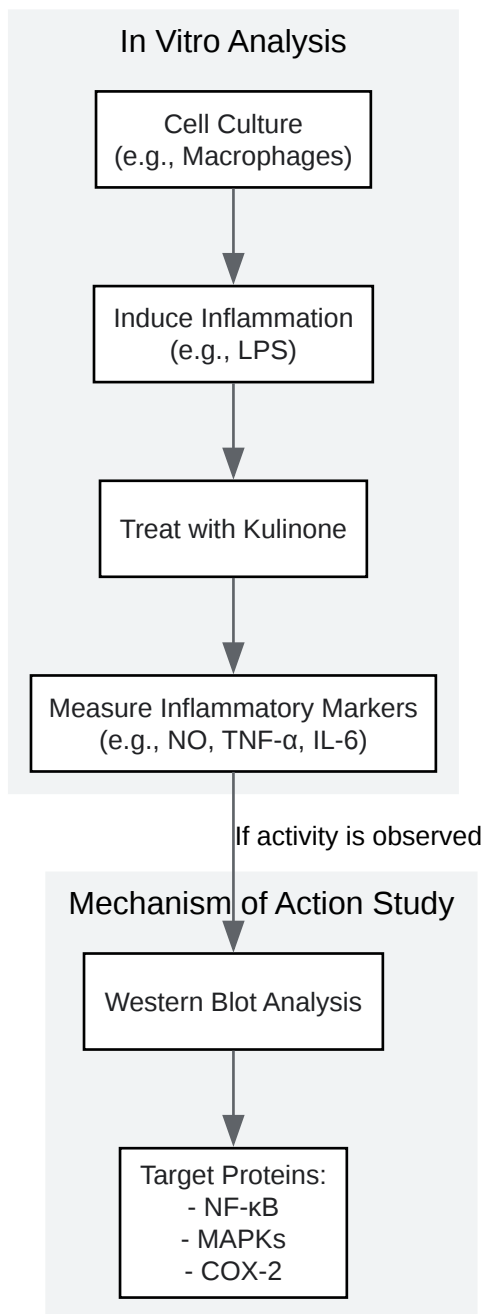 In Vitro Analysis
Cell Culture
(e.g., Macrophages)
Induce Inflammation
(e.g., LPS)
Treat with Kulinone
Measure Inflammatory Markers
(e.g., NO, TNF-α, IL-6)
If activity is observed
Mechanism of Action Study
Western Blot Analysis
Target Proteins:
- NF-κB
- MAPKs
- COX-2